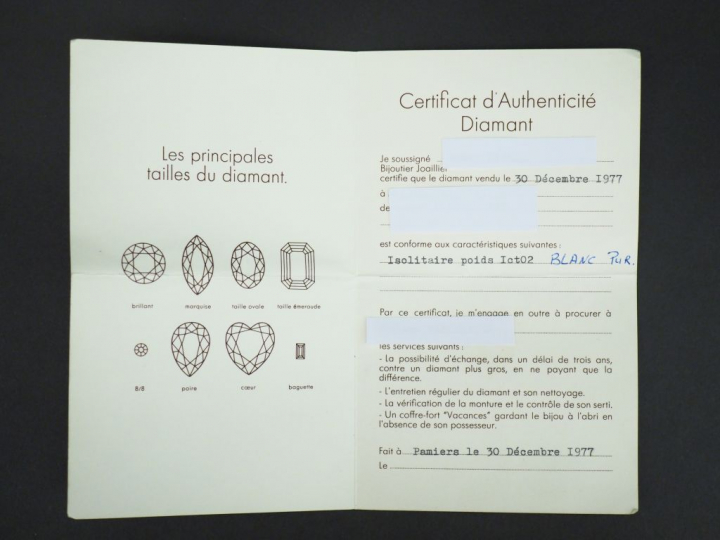 Les principales
tailles du diamant.
brillant
marquise
taille ovale
taille émeraude
8/8
poire
cœur
baguette
Certificat d'Authenticité
Diamant
Je soussigné
Bijoutier Joaillier
certifie que le diamant vendu le 30 Décembre I977
à
de
est conforme aux caractéristiques suivantes :
Isolitaire poids Ict02 BLANC PUR.
Par ce certificat, je m'engage en outre à procurer à
les services suivants :
- La possibilité d'échange, dans un délai de trois ans,
contre un diamant plus gros, en ne payant que la
différence.
- L'entretien régulier du diamant et son nettoyage.
- La vérification de la monture et le contrôle de son serti.
- Un coffre-fort "Vacances" gardant le bijou à l'abri en
l'absence de son possesseur.
Fait à Pamiers le 30 Décembre I977
Le